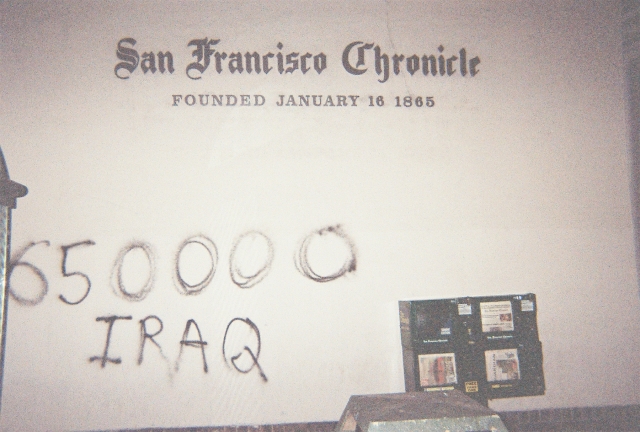 San Francisco Chronicle
FOUNDED JANUARY 16 1865
650000
IRAQ